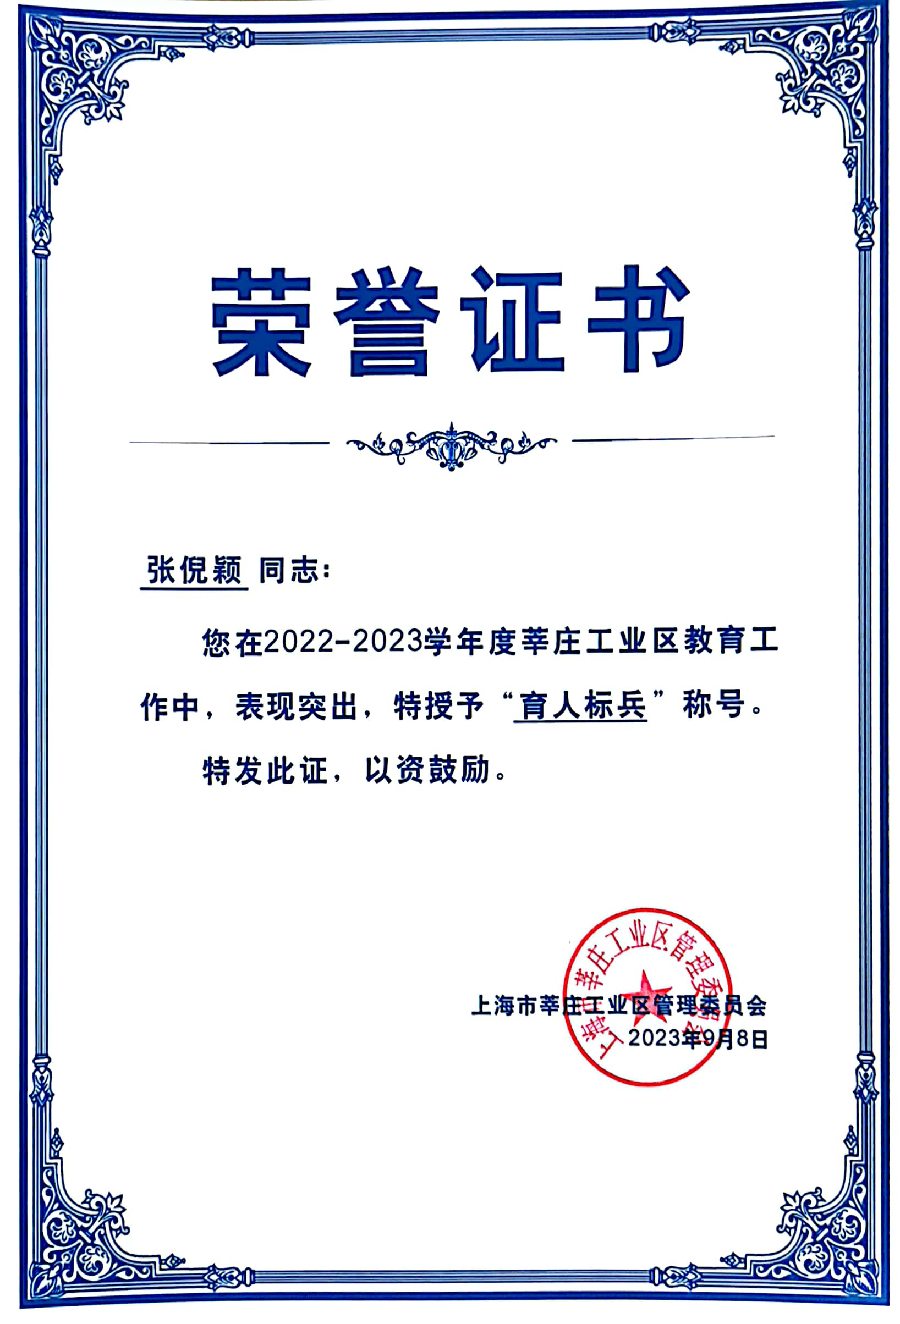 荣誉证书
张倪颖 同志：
您在2022-2023学年度莘庄工业区教育工
作中，表现突出，特授予“育人标兵”称号。
特发此证，以资鼓励。
上海市莘庄工业区管理委员会
上海市莘庄工业区管理委员会
2023年9月8日